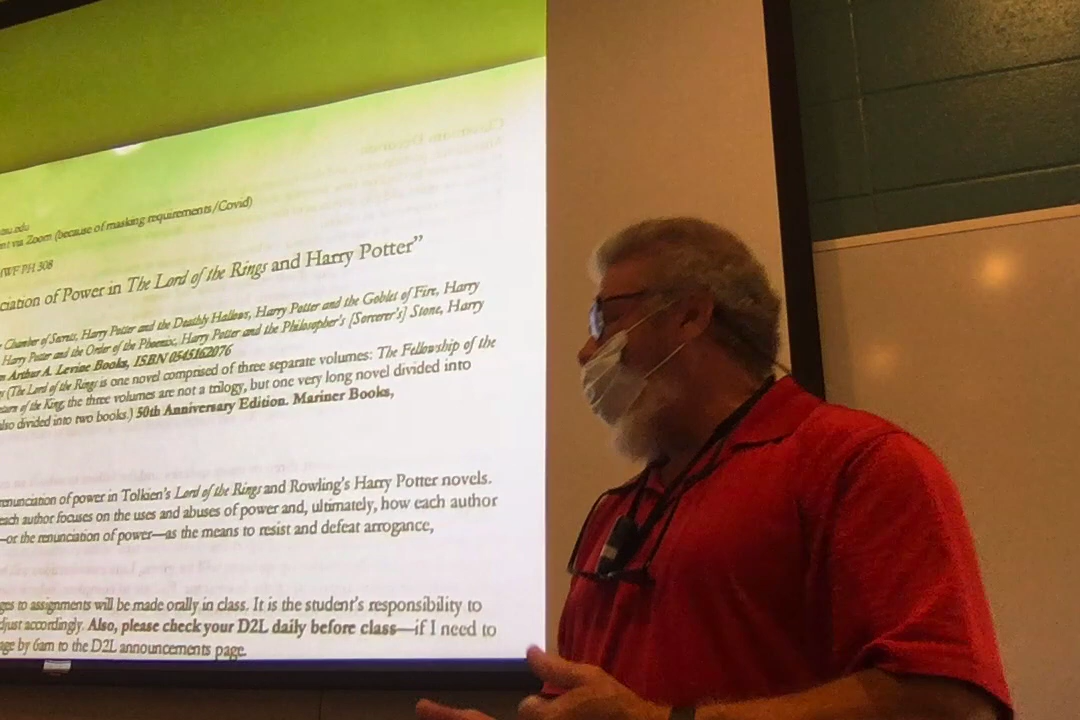 nt via Zoom (because of masking requirements/Covid)
PH 308
ciation of Power in The Lord of the Rings and Harry Potter”
Chamber of Secrets, Harry Potter and the Deathly Hallows, Harry Potter and the Goblet of Fire, Harry
Harry Potter and the Order of the Phoenix, Harry Potter and the Philosopher's [Sorcerer's] Stone, Harry
Arthur A. Levine Books, ISBN 0545162076
(The Lord of the Rings is one novel comprised of three separate volumes: The Fellowship of the
of the King, the three volumes are not a trilogy, but one very long novel divided into
also divided into two books.) 50th Anniversary Edition. Mariner Books,
renunciation of power in Tolkien's Lord of the Rings and Rowling's Harry Potter novels.
each author focuses on the uses and abuses of power and, ultimately, how each author
—or the renunciation of power—as the means to resist and defeat arrogance,
ges to assignments will be made orally in class. It is the student's responsibility to
djust accordingly. Also, please check your D2L daily before class—if I need to
age by 6am to the D2L announcements page.